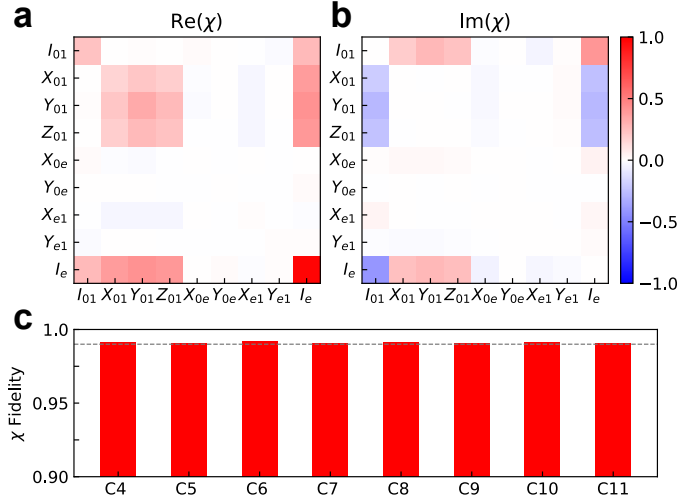 a
Re(χ)
b
Im(χ)
I₀₁
X₀₁
Y₀₁
Z₀₁
X₀ₑ
Y₀ₑ
Xₑ₁
Yₑ₁
Iₑ
I₀₁ X₀₁ Y₀₁ Z₀₁ X₀ₑ Y₀ₑ Xₑ₁ Yₑ₁ Iₑ
I₀₁
X₀₁
Y₀₁
Z₀₁
X₀ₑ
Y₀ₑ
Xₑ₁
Yₑ₁
Iₑ
I₀₁ X₀₁ Y₀₁ Z₀₁ X₀ₑ Y₀ₑ Xₑ₁ Yₑ₁ Iₑ
1.0
0.5
0.0
−0.5
−1.0
c
χ Fidelity
1.0
0.95
0.90
C4 C5 C6 C7 C8 C9 C10 C11